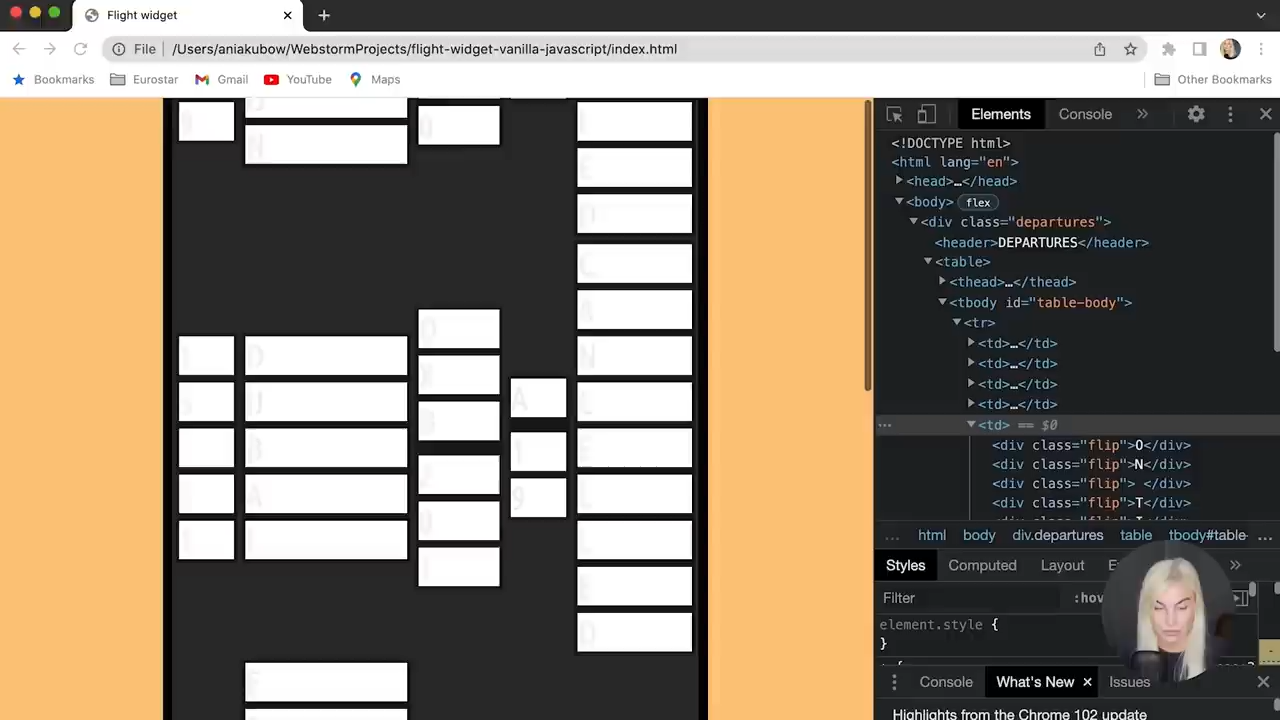 Flight widget
File /Users/aniakubow/WebstormProjects/flight-widget-vanilla-javascript/index.html
Bookmarks Eurostar Gmail YouTube Maps Other Bookmarks
N
D
U
B
A
A
9
C
A
N
E
D
Elements Console
<!DOCTYPE html>
<html lang="en">
<head>…</head>
<body> flex
<div class="departures">
<header>DEPARTURES</header>
<table>
<thead>…</thead>
<tbody id="table-body">
<tr>
<td>…</td>
<td>…</td>
<td>…</td>
<td>…</td>
<td> == $0
<div class="flip">O</div>
<div class="flip">N</div>
<div class="flip"> </div>
<div class="flip">T</div>
… html body div.departures table tbody#table-
Styles Computed Layout
Filter :hov
element.style {
}
Console What's New Issues
Highlights from the Chrome 102 update